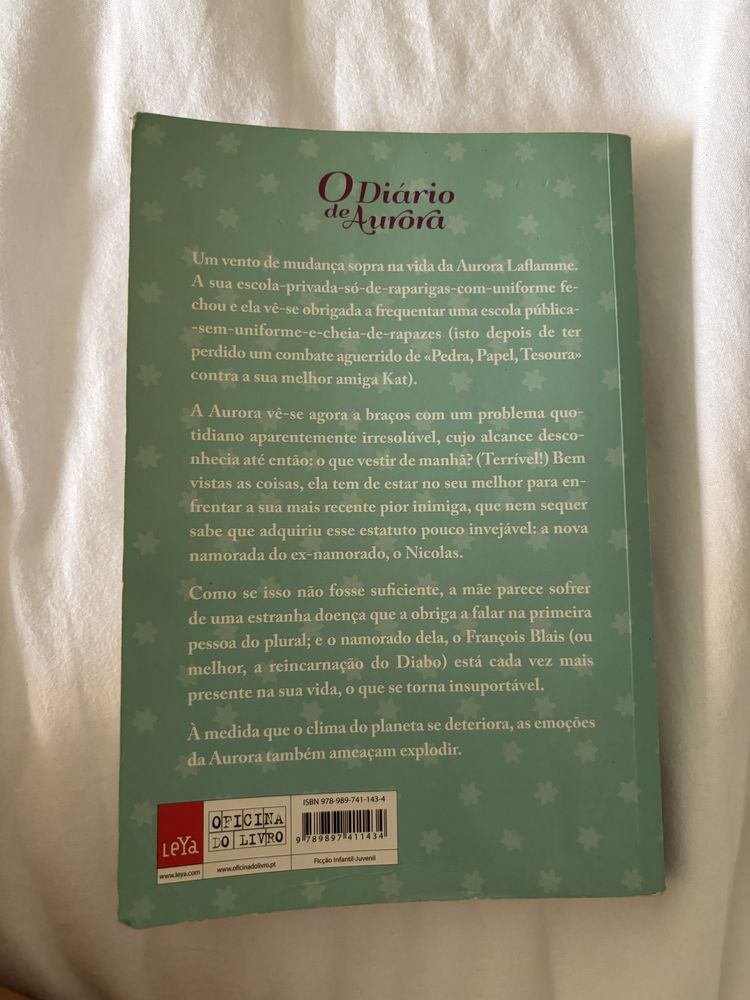 O Diário
de Aurora
Um vento de mudança sopra na vida da Aurora Laflamme.
A sua escola-privada-só-de-raparigas-com-uniforme fe-
chou e ela vê-se obrigada a frequentar uma escola pública-
-sem-uniforme-e-cheia-de-rapazes (isto depois de ter
perdido um combate aguerrido de «Pedra, Papel, Tesoura»
contra a sua melhor amiga Kat).
A Aurora vê-se agora a braços com um problema quo-
tidiano aparentemente irresolúvel, cujo alcance desco-
nhecia até então: o que vestir de manhã? (Terrível!) Bem
vistas as coisas, ela tem de estar no seu melhor para en-
frentar a sua mais recente pior inimiga, que nem sequer
sabe que adquiriu esse estatuto pouco invejável: a nova
namorada do ex-namorado, o Nicolas.
Como se isso não fosse suficiente, a mãe parece sofrer
de uma estranha doença que a obriga a falar na primeira
pessoa do plural; e o namorado dela, o François Blais (ou
melhor, a reincarnação do Diabo) está cada vez mais
presente na sua vida, o que se torna insuportável.
À medida que o clima do planeta se deteriora, as emoções
da Aurora também ameaçam explodir.
LEYA
www.leya.com
OFICINA
DO LIVRO
www.oficinadolivro.pt
ISBN 978-989-741-143-4
9 789897 411434
Ficção Infantil-Juvenil